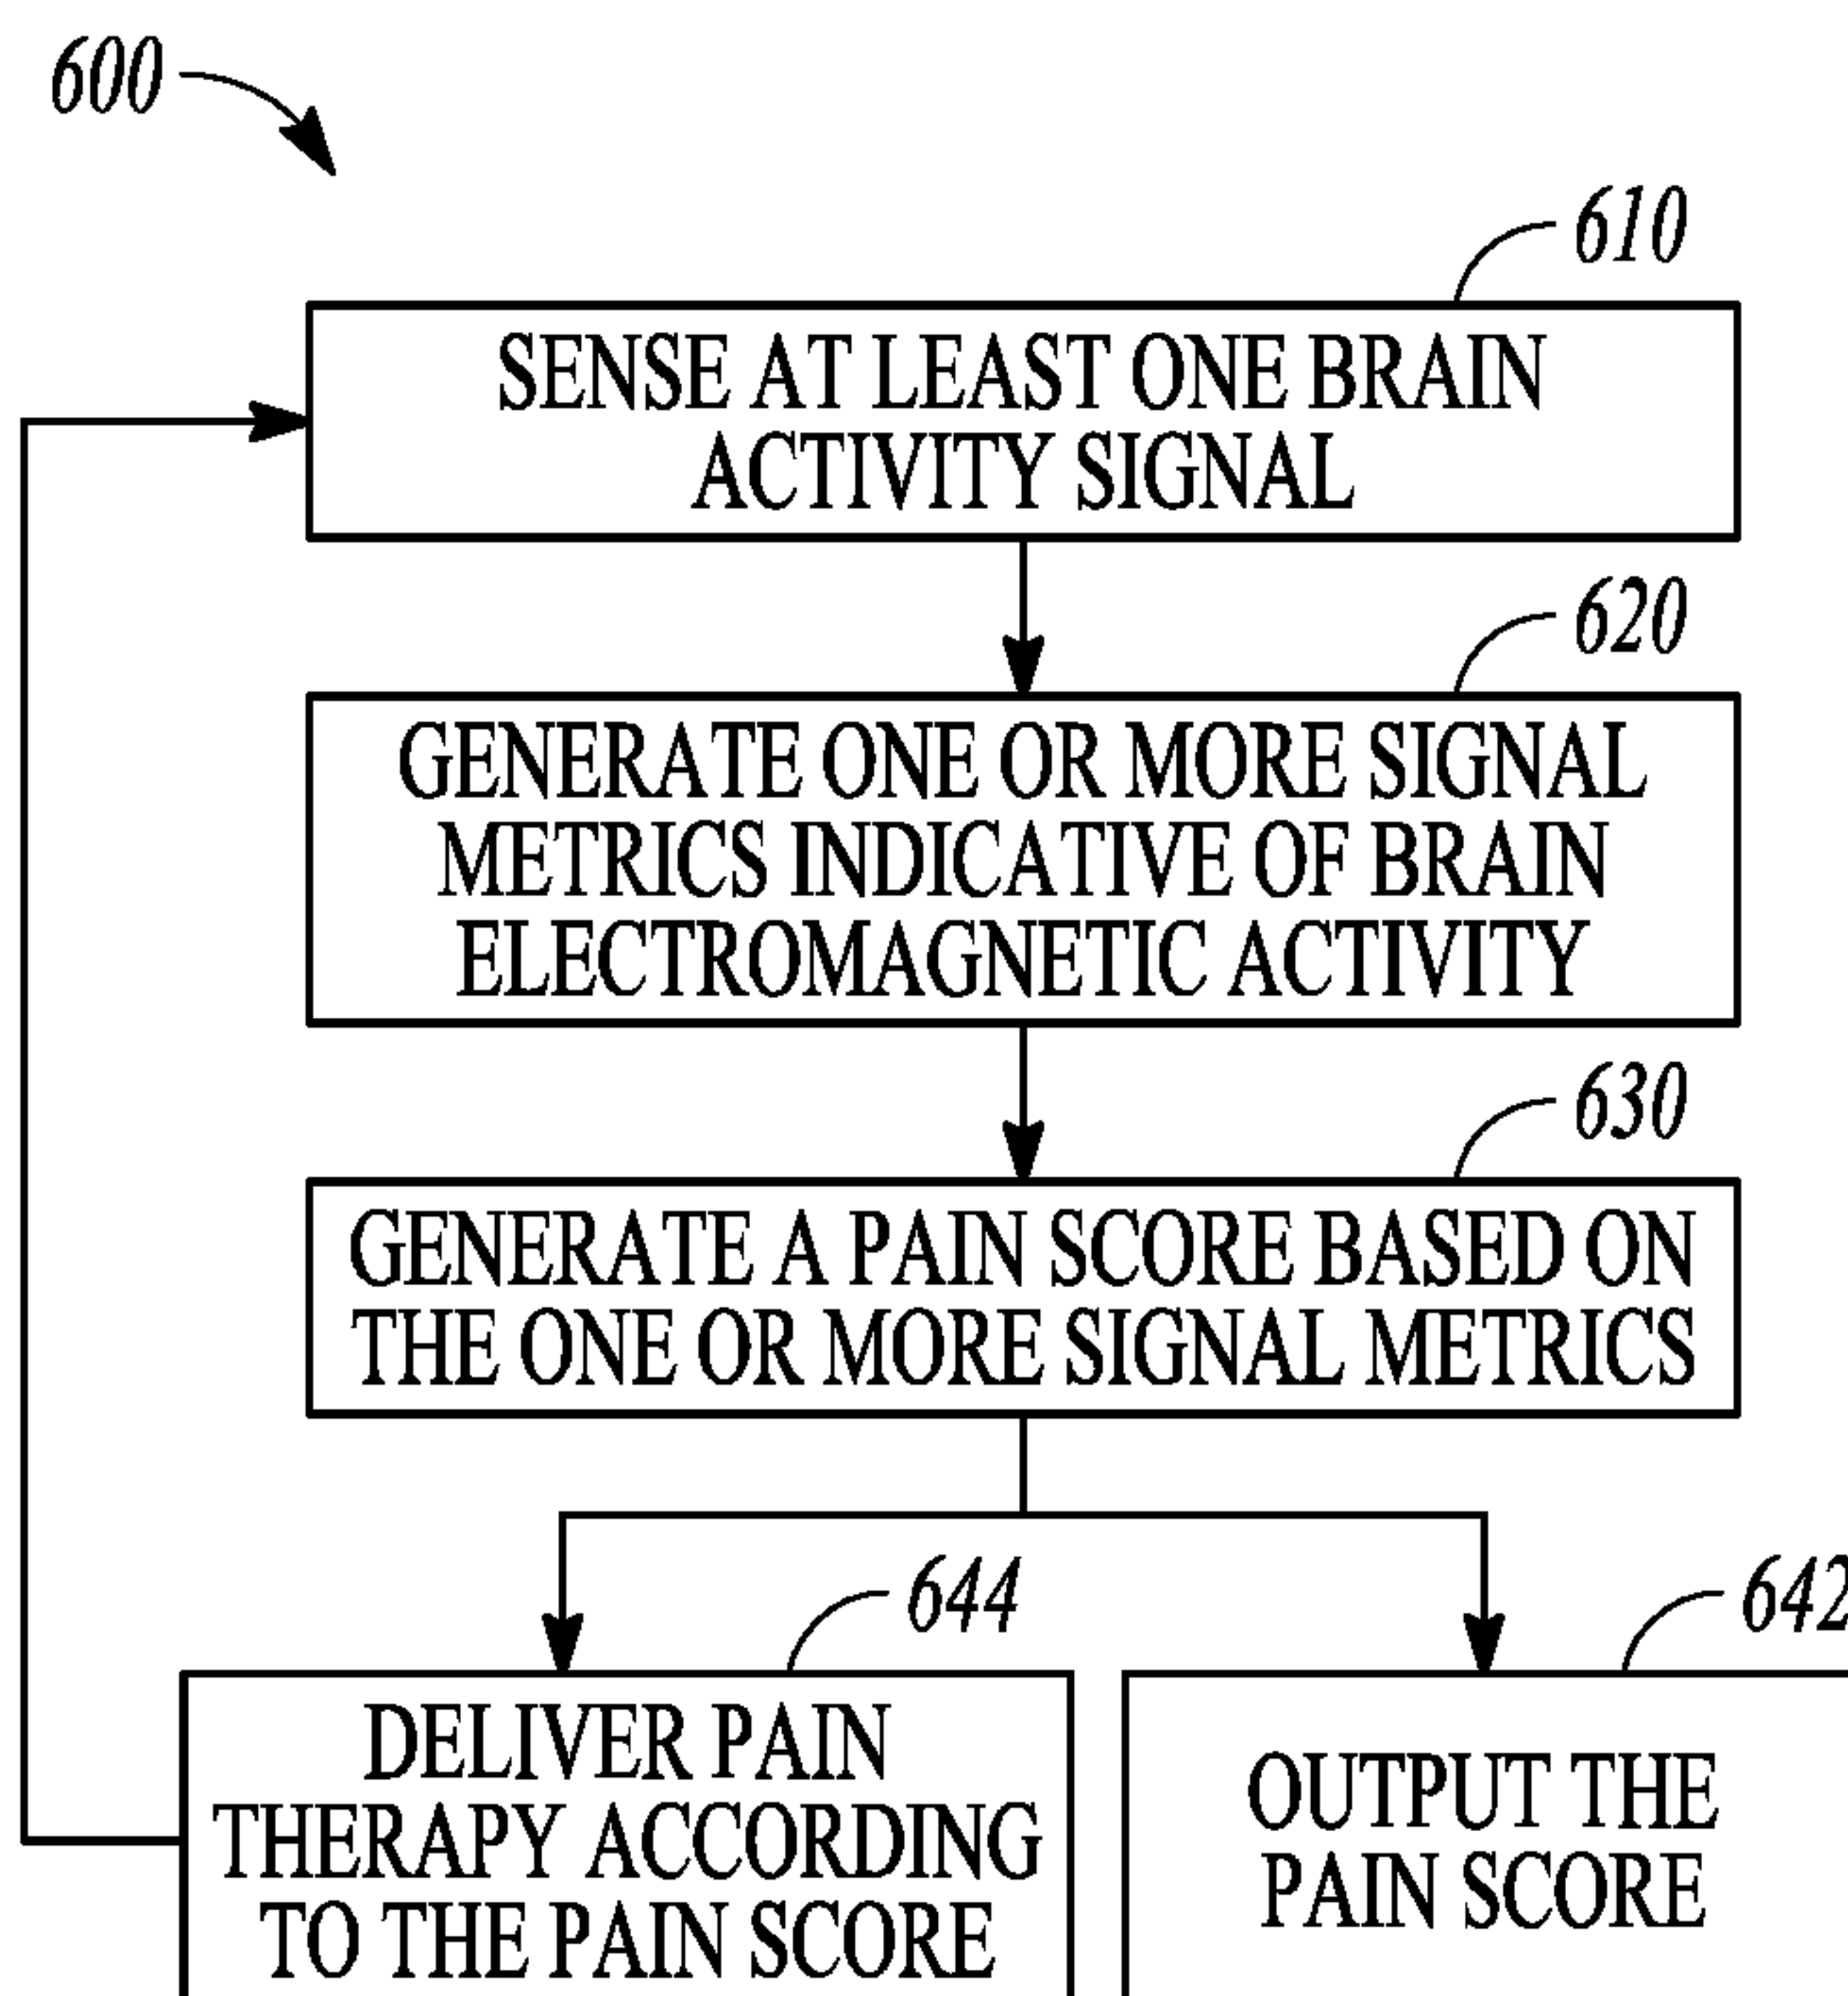 600
610
SENSE AT LEAST ONE BRAIN
ACTIVITY SIGNAL
620
GENERATE ONE OR MORE SIGNAL
METRICS INDICATIVE OF BRAIN
ELECTROMAGNETIC ACTIVITY
630
GENERATE A PAIN SCORE BASED ON
THE ONE OR MORE SIGNAL METRICS
644
DELIVER PAIN
THERAPY ACCORDING
TO THE PAIN SCORE
642
OUTPUT THE
PAIN SCORE